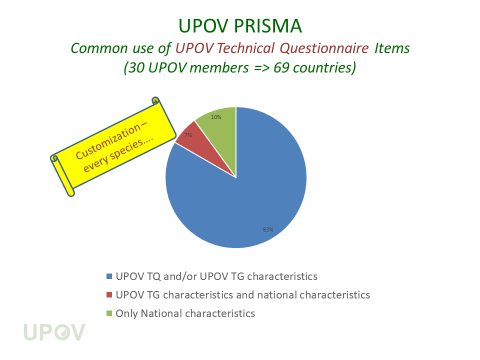 UPOV PRISMA
Common use of UPOV Technical Questionnaire Items
(30 UPOV members => 69 countries)
Customization –
every species….
10%
7%
83%
UPOV TQ and/or UPOV TG characteristics
UPOV TG characteristics and national characteristics
Only National characteristics
UPOV